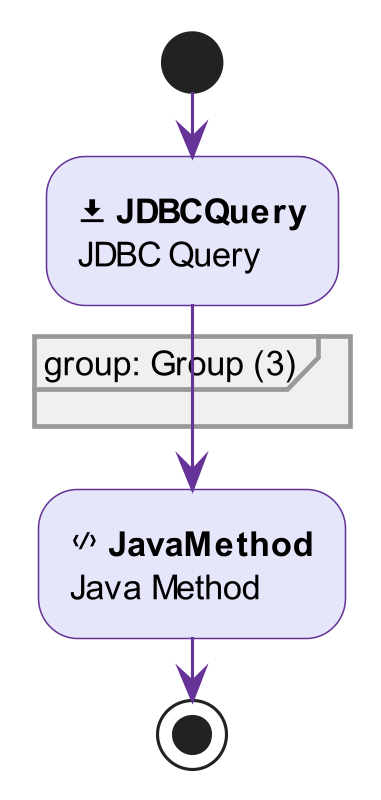 JDBCQuery
JDBC Query
group: Group (3)
JavaMethod
Java Method